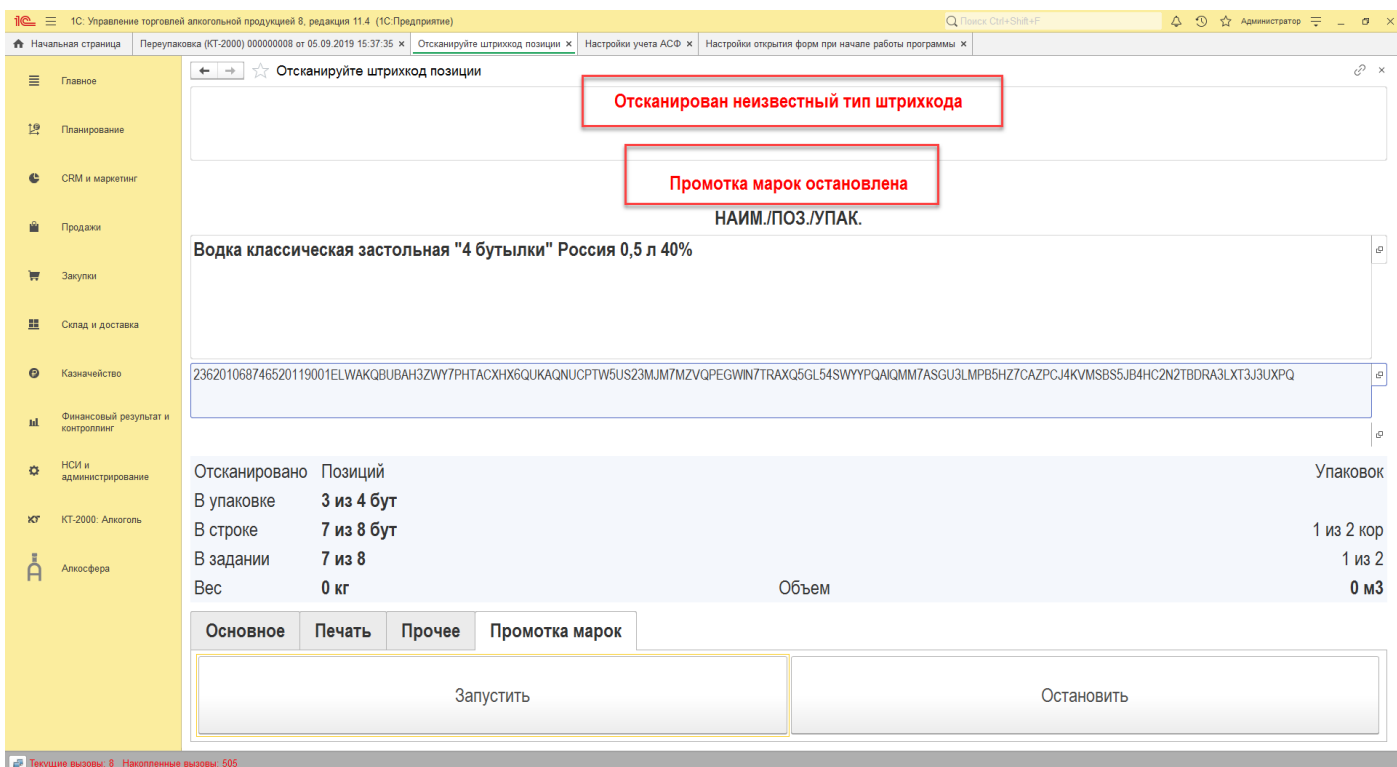 1С: Управление торговлей алкогольной продукцией 8, редакция 11.4 (1С:Предприятие)
Поиск Ctrl+Shift+F
Администратор
Начальная страница
Переупаковка (КТ-2000) 000000008 от 05.09.2019 15:37:35 ×
Отсканируйте штрихкод позиции ×
Настройки учета АСФ ×
Настройки открытия форм при начале работы программы ×
Главное
Планирование
CRM и маркетинг
Продажи
Закупки
Склад и доставка
Казначейство
Финансовый результат и
контроллинг
НСИ и
администрирование
КТ-2000: Алкоголь
Алкосфера
Отсканируйте штрихкод позиции
Отсканирован неизвестный тип штрихкода
Промотка марок остановлена
НАИМ./ПОЗ./УПАК.
Водка классическая застольная "4 бутылки" Россия 0,5 л 40%
236201068746520119001ELWAKQBUBAH3ZWY7PHTACXHX6QUKAQNUCPTW5US23MJM7MZVQPEGWIN7TRAXQ5GL54SWYYPQAIQMM7ASGU3LMPB5HZ7CAZPCJ4KVMSBS5JB4HC2N2TBDRA3LXT3J3UXPQ
Отсканировано Позиций Упаковок
В упаковке 3 из 4 бут
В строке 7 из 8 бут 1 из 2 кор
В задании 7 из 8 1 из 2
Вес 0 кг Объем 0 м3
Основное Печать Прочее Промотка марок
Запустить Остановить
Текущие вызовы: 8 Накопленные вызовы: 505